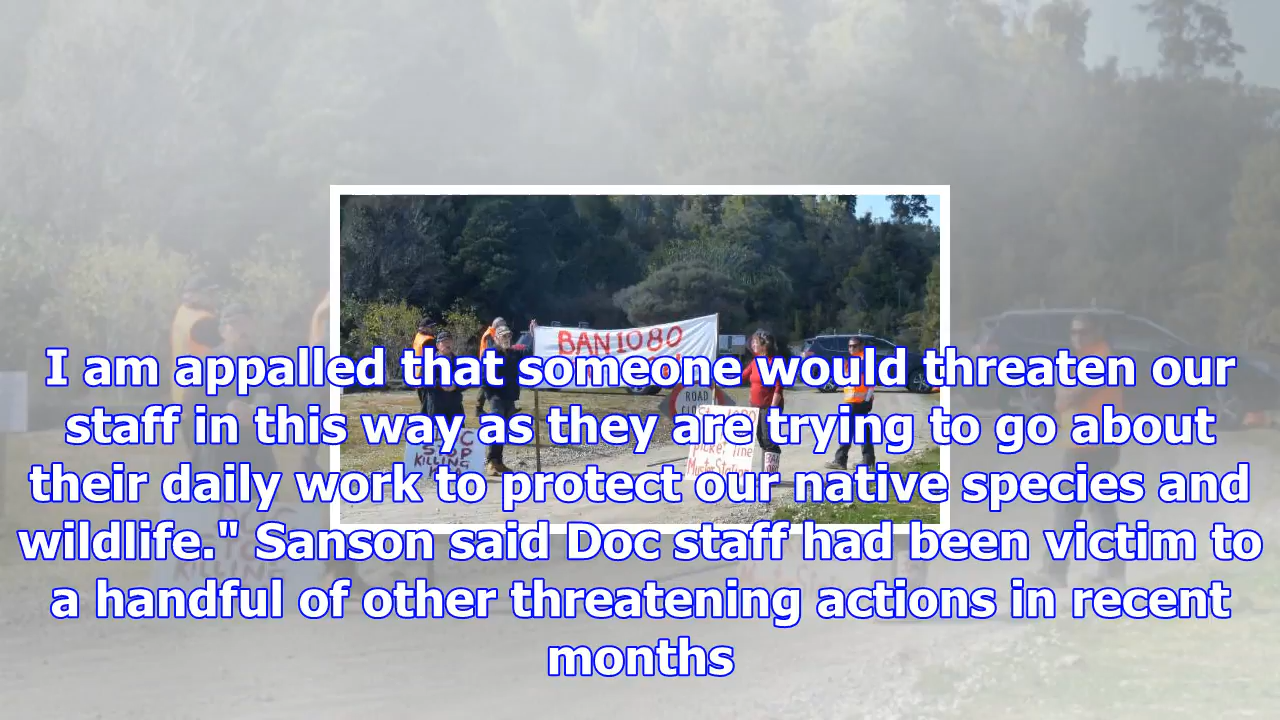 BAN 1080
I am appalled that someone would threaten our
staff in this way as they are trying to go about
their daily work to protect our native species and
wildlife." Sanson said Doc staff had been victim to
a handful of other threatening actions in recent
months
ROAD
KILLING